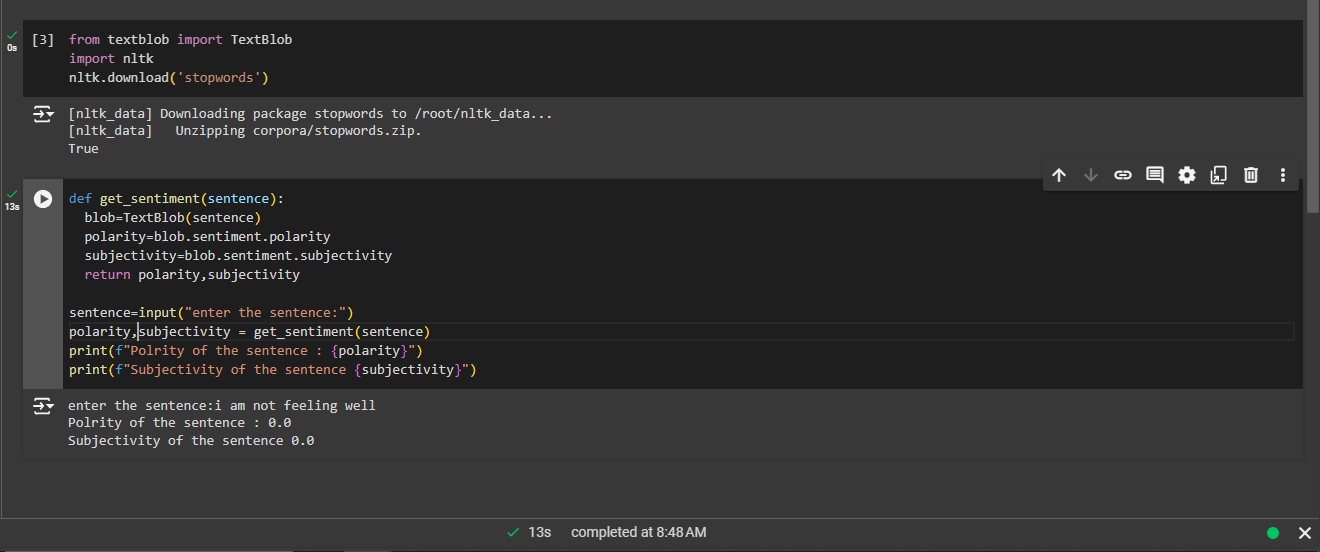 [3] from textblob import TextBlob
0s
import nltk
nltk.download('stopwords')
[nltk_data] Downloading package stopwords to /root/nltk_data...
[nltk_data]   Unzipping corpora/stopwords.zip.
True
13s
def get_sentiment(sentence):
  blob=TextBlob(sentence)
  polarity=blob.sentiment.polarity
  subjectivity=blob.sentiment.subjectivity
  return polarity,subjectivity
sentence=input("enter the sentence:")
polarity,subjectivity = get_sentiment(sentence)
print(f"Polrity of the sentence : {polarity}")
print(f"Subjectivity of the sentence {subjectivity}")
enter the sentence:i am not feeling well
Polrity of the sentence : 0.0
Subjectivity of the sentence 0.0
13s completed at 8:48 AM